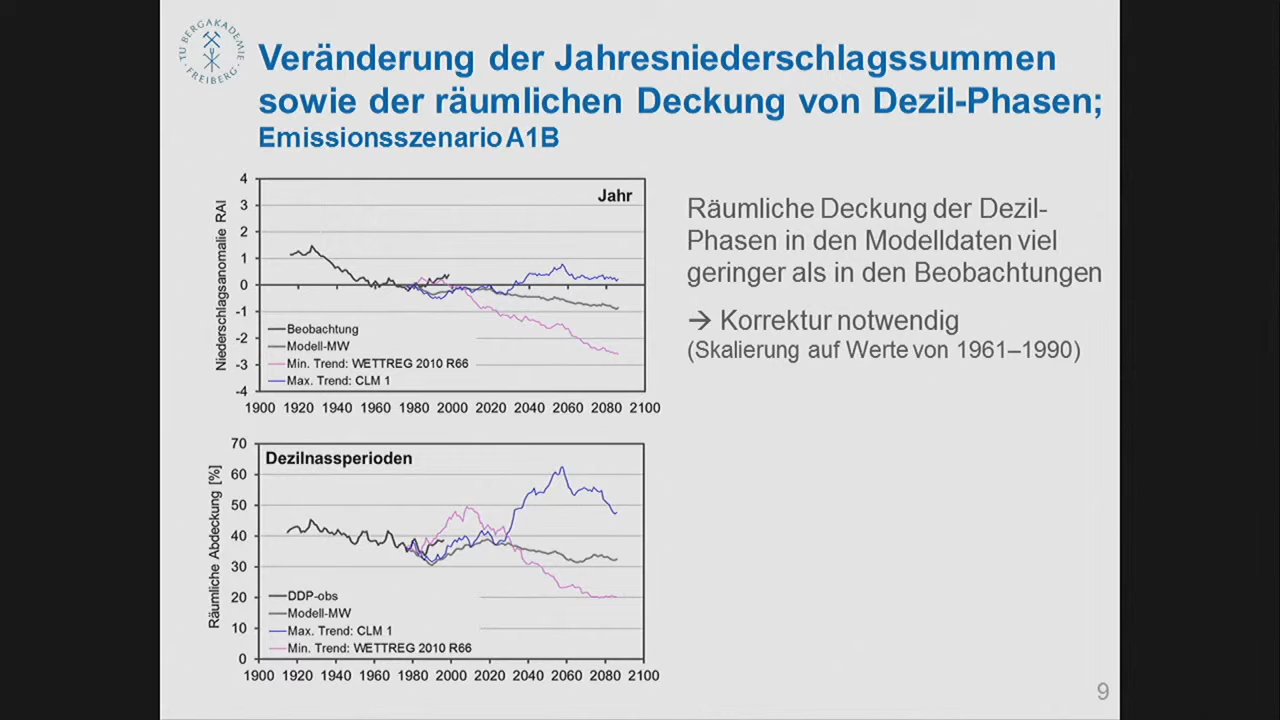 TU BERGAKADEMIE
FREIBERG
Veränderung der Jahresniederschlagssummen
sowie der räumlichen Deckung von Dezil-Phasen;
Emissionsszenario A1B
Jahr
Niederschlagsanomalie RAI
4
3
2
1
0
-1
-2
-3
-4
Beobachtung
Modell-MW
Min. Trend: WETTREG 2010 R66
Max. Trend: CLM 1
1900 1920 1940 1960 1980 2000 2020 2040 2060 2080 2100
Räumliche Deckung der Dezil-
Phasen in den Modelldaten viel
geringer als in den Beobachtungen
→ Korrektur notwendig
(Skalierung auf Werte von 1961–1990)
Dezilnassperioden
Räumliche Abdeckung [%]
70
60
50
40
30
20
10
0
DDP-obs
Modell-MW
Max. Trend: CLM 1
Min. Trend: WETTREG 2010 R66
1900 1920 1940 1960 1980 2000 2020 2040 2060 2080 2100
9